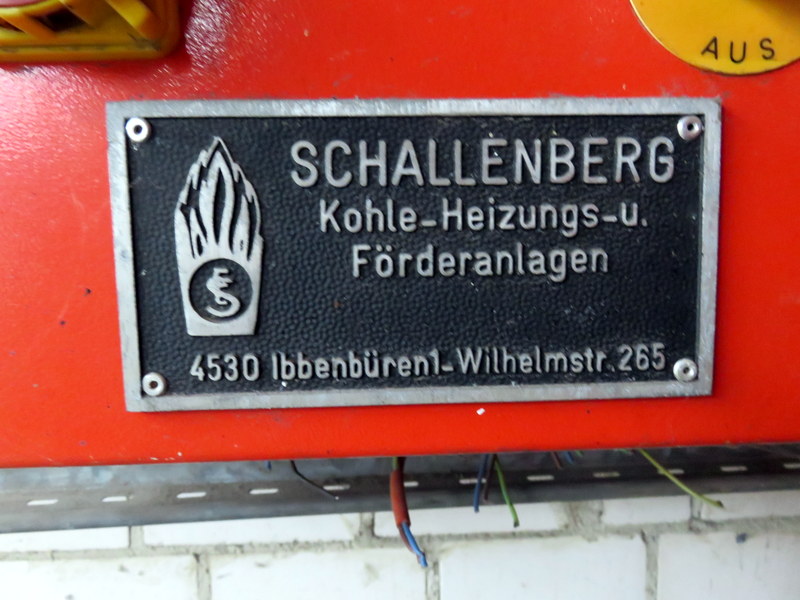 AUS
SCHALLENBERG
Kohle-Heizungs-u.
Förderanlagen
4530 Ibbenbüren1-Wilhelmstr.265